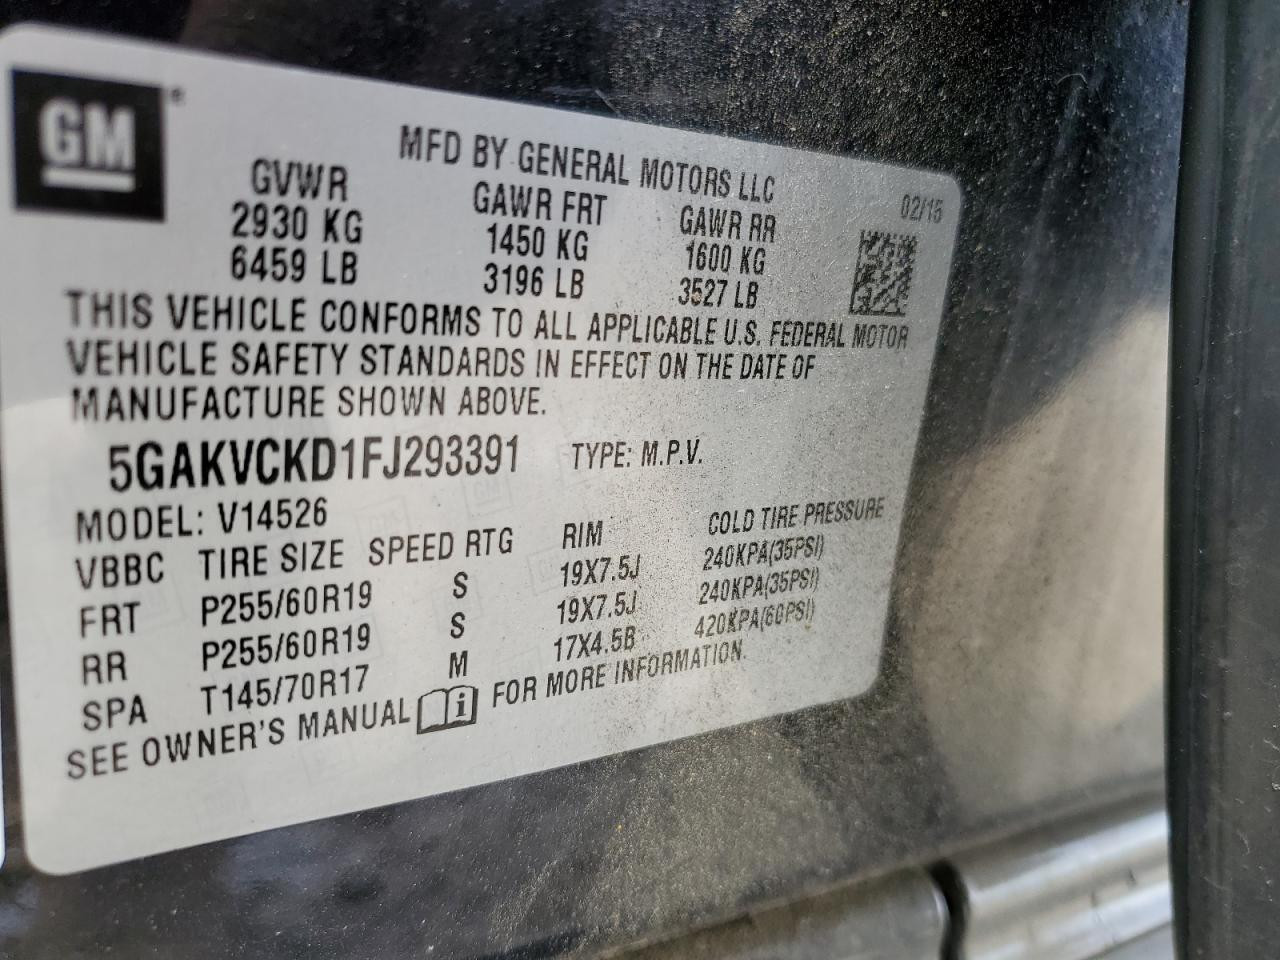 GM®
MFD BY GENERAL MOTORS LLC
02/15
GVWR GAWR FRT GAWR RR
2930 KG 1450 KG 1600 KG
6459 LB 3196 LB 3527 LB
THIS VEHICLE CONFORMS TO ALL APPLICABLE U.S. FEDERAL MOTOR
VEHICLE SAFETY STANDARDS IN EFFECT ON THE DATE OF
MANUFACTURE SHOWN ABOVE.
5GAKVCKD1FJ293391 TYPE: M.P.V.
MODEL: V14526
VBBC TIRE SIZE SPEED RTG RIM COLD TIRE PRESSURE
FRT P255/60R19 S 19X7.5J 240KPA(35PSI)
RR P255/60R19 S 19X7.5J 240KPA(35PSI)
SPA T145/70R17 M 17X4.5B 420KPA(60PSI)
SEE OWNER'S MANUAL i FOR MORE INFORMATION.